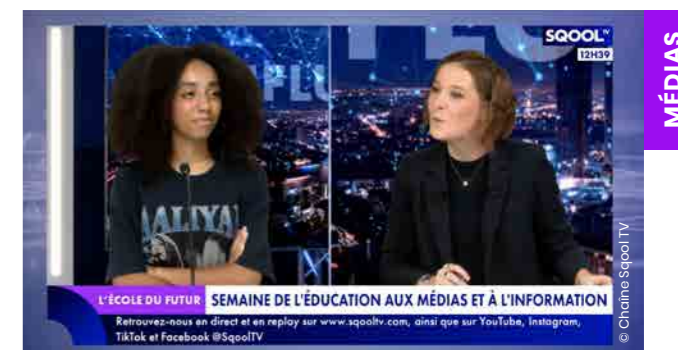 SQOOL TV
12H39
MÉDIAS
AALIYA
L'ÉCOLE DU FUTUR
SEMAINE DE L'ÉDUCATION AUX MÉDIAS ET À L'INFORMATION
Retrouvez-nous en direct et en replay sur www.sqooltv.com, ainsi que sur YouTube, Instagram,
TikTok et Facebook @SqoolTV
© Chaîne Sqool TV